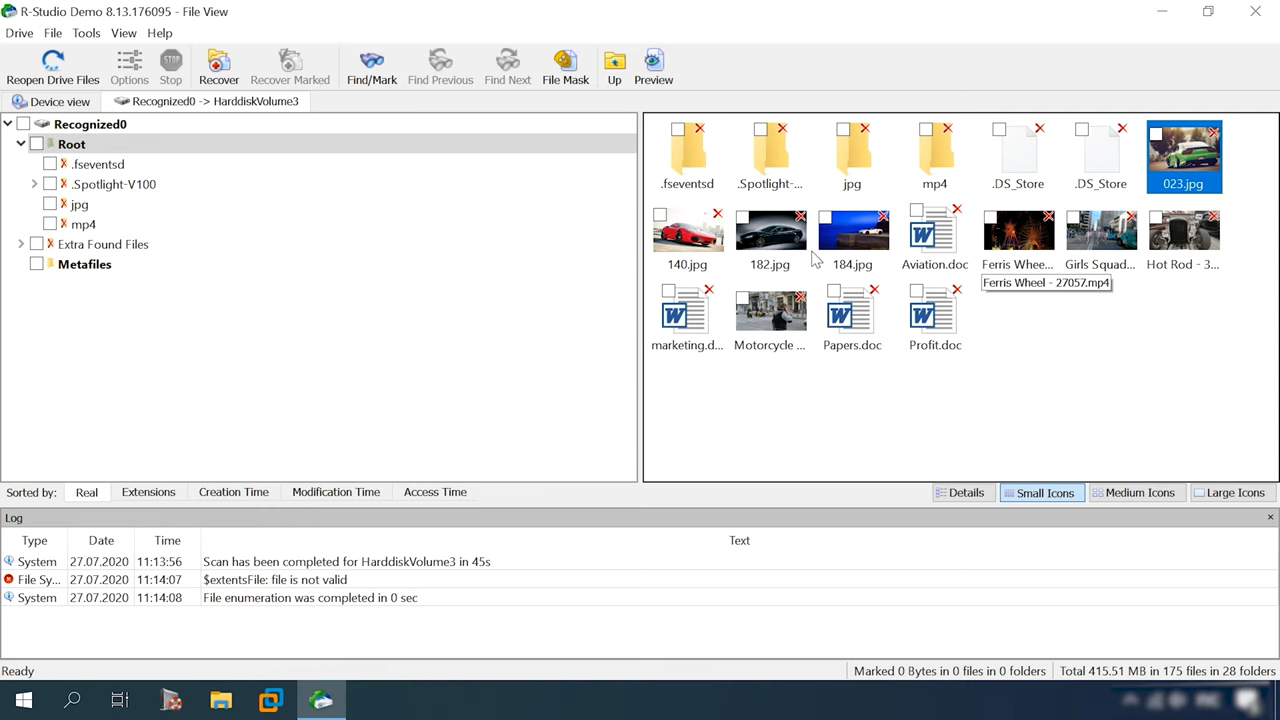 R-Studio Demo 8.13.176095 - File View
Drive File Tools View Help
Reopen Drive Files Options Stop Recover Recover Marked Find/Mark Find Previous Find Next File Mask Up Preview
Device view Recognized0 -> HarddiskVolume3
Recognized0
Root
.fseventsd
.Spotlight-V100
jpg
mp4
Extra Found Files
Metafiles
.fseventsd .Spotlight-... jpg mp4 .DS_Store .DS_Store 023.jpg
140.jpg 182.jpg 184.jpg Aviation.doc Ferris Whee... Girls Squad... Hot Rod - 3...
Ferris Wheel - 27057.mp4
marketing.d... Motorcycle ... Papers.doc Profit.doc
Sorted by: Real Extensions Creation Time Modification Time Access Time Details Small Icons Medium Icons Large Icons
Log
Type Date Time Text
System 27.07.2020 11:13:56 Scan has been completed for HarddiskVolume3 in 45s
File Sy... 27.07.2020 11:14:07 $extentsFile: file is not valid
System 27.07.2020 11:14:08 File enumeration was completed in 0 sec
Ready Marked 0 Bytes in 0 files in 0 folders Total 415.51 MB in 175 files in 28 folders